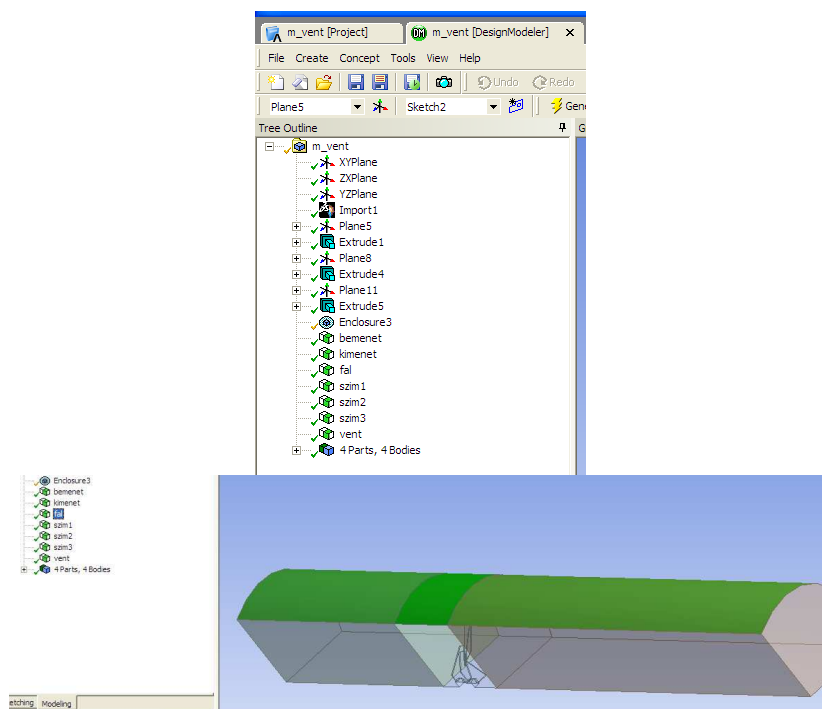 m_vent [Project]
m_vent [DesignModeler]
File Create Concept Tools View Help
Undo Redo
Plane5 Sketch2 Gene
Tree Outline G
m_vent
XYPlane
ZXPlane
YZPlane
Import1
Plane5
Extrude1
Plane8
Extrude4
Plane11
Extrude5
Enclosure3
bemenet
kimenet
fal
szim1
szim2
szim3
vent
4 Parts, 4 Bodies
Enclosure3
bemenet
kimenet
fal
szim1
szim2
szim3
vent
4 Parts, 4 Bodies
etching Modeling